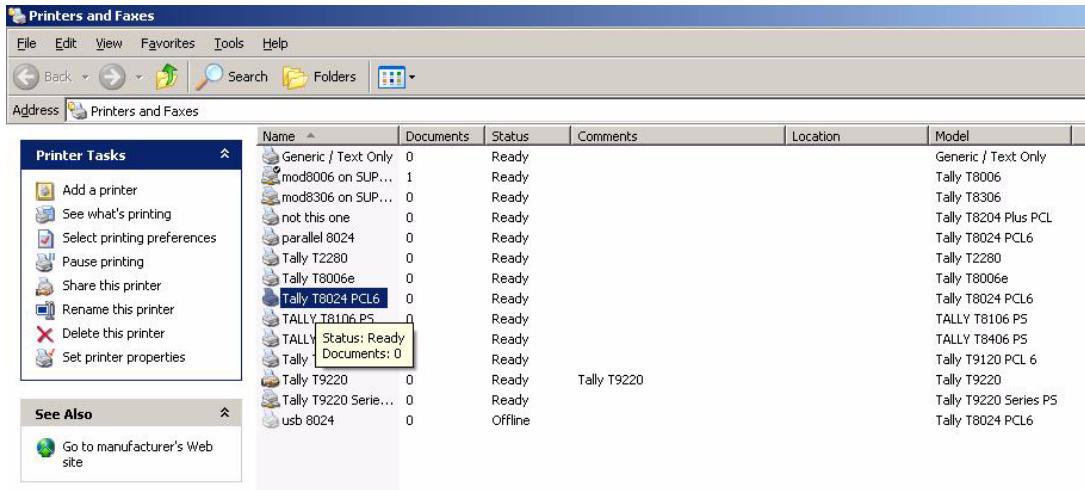 Printers and Faxes
File Edit View Favorites Tools Help
Back Search Folders
Address Printers and Faxes
Printer Tasks
Add a printer
See what's printing
Select printing preferences
Pause printing
Share this printer
Rename this printer
Delete this printer
Set printer properties
See Also
Go to manufacturer's Web
site
Name Documents Status Comments Location Model
Generic / Text Only 0 Ready Generic / Text Only
mod8006 on SUP... 1 Ready Tally T8006
mod8306 on SUP... 0 Ready Tally T8306
not this one 0 Ready Tally T8204 Plus PCL
parallel 8024 0 Ready Tally T8024 PCL6
Tally T2280 0 Ready Tally T2280
Tally T8006e 0 Ready Tally T8006e
Tally T8024 PCL6 0 Ready Tally T8024 PCL6
TALLY T8106 PS 0 Ready TALLY T8106 PS
TALLY Ready TALLY T8406 PS
Tally Ready Tally T9120 PCL 6
Status: Ready
Documents: 0
Tally T9220 0 Ready Tally T9220 Tally T9220
Tally T9220 Serie... 0 Ready Tally T9220 Series PS
usb 8024 0 Offline Tally T8024 PCL6